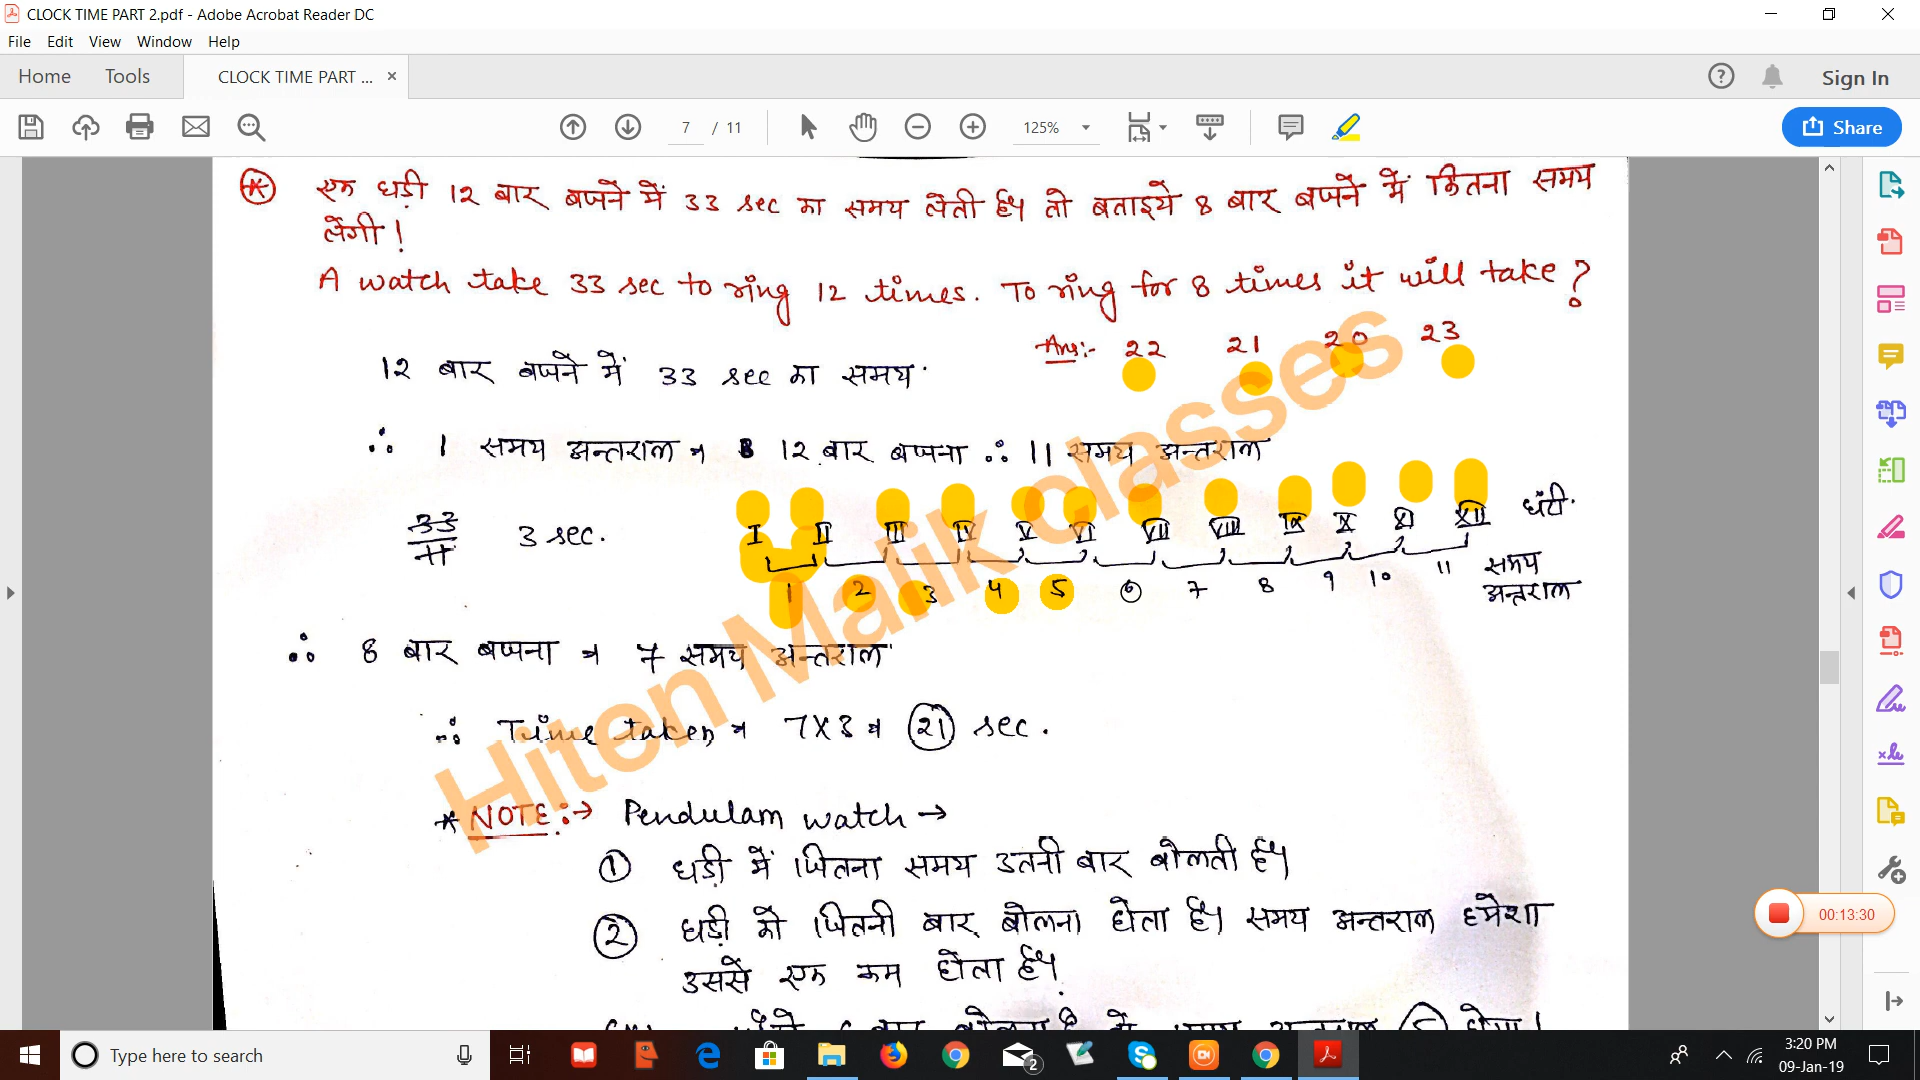 CLOCK TIME PART 2.pdf - Adobe Acrobat Reader DC
File Edit View Window Help
Home Tools CLOCK TIME PART ... × Sign In
7 / 11 125% Share
एक घड़ी 12 बार बजने में 33 sec का समय लेती है। तो बताइये 8 बार बजने में कितना समय
लेगी!
A watch take 33 sec to ring 12 times. To ring for 8 times it will take?
Ans:- 22 21 20 23
12 बार बजने में 33 sec का समय
∴ 1 समय अन्तराल = 12 बार बजना ∴ 11 समय अन्तराल
33/11 3 sec.
I II III IV V VI VII VIII IX X XI XII घंटी.
1 2 3 4 5 6 7 8 9 10 11 समय
अन्तराल
∴ 8 बार बजना = 7 समय अन्तराल
∴ Time taken = 7X3 = 21 sec.
* NOTE :→ Pendulam watch →
① घड़ी में जितना समय उतनी बार बोलती है।
② घड़ी को जितनी बार बोलना होता है। समय अन्तराल हमेशा
उससे एक कम होता है।
Hiten Malik classes
00:13:30
Type here to search
2
3:20 PM
09-Jan-19